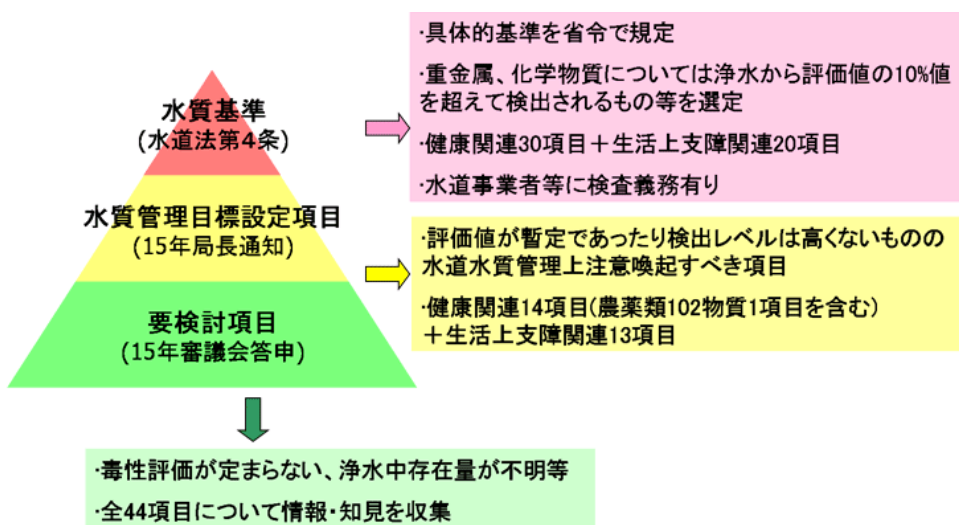 水質基準
(水道法第4条)
・具体的基準を省令で規定
・重金属、化学物質については浄水から評価値の10%値
を超えて検出されるもの等を選定
・健康関連30項目+生活上支障関連20項目
・水道事業者等に検査義務有り
水質管理目標設定項目
(15年局長通知)
・評価値が暫定であったり検出レベルは高くないものの
水道水質管理上注意喚起すべき項目
・健康関連14項目(農薬類102物質1項目を含む)
+生活上支障関連13項目
要検討項目
(15年審議会答申)
・毒性評価が定まらない、浄水中存在量が不明等
・全44項目について情報・知見を収集